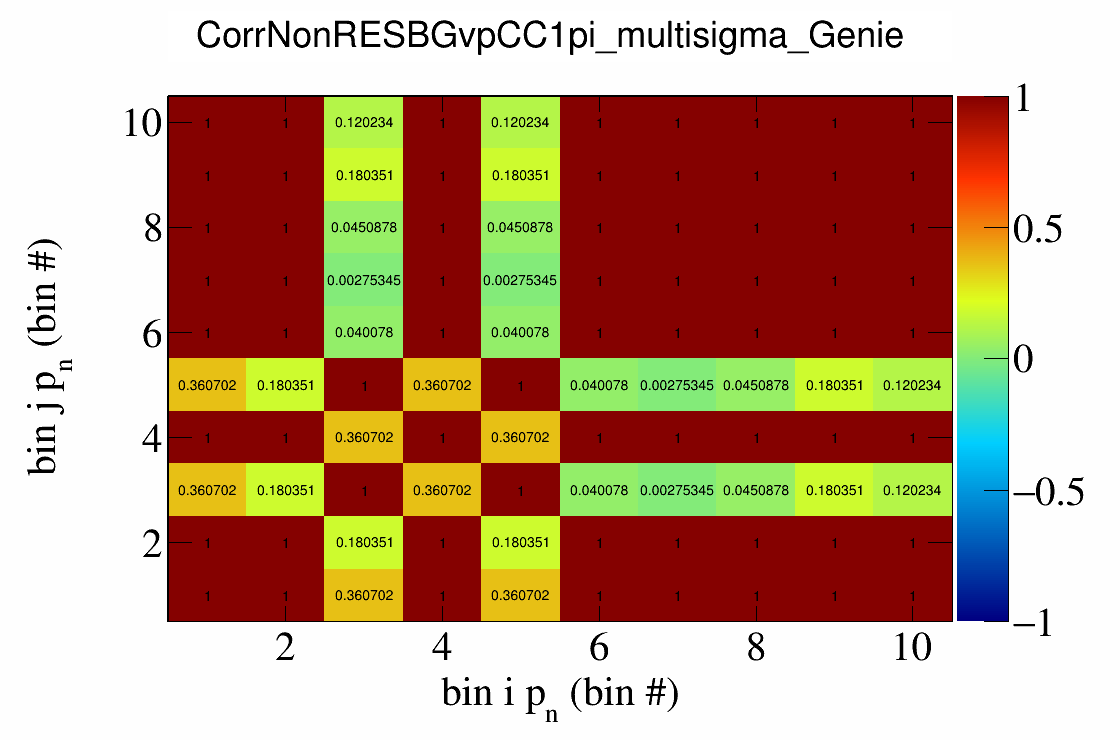 CorrNonRESBGvpCC1pi_multisigma_Genie
10 1 1 0.120234 1 0.120234 1 1 1 1 1 1
1 1 0.180351 1 0.180351 1 1 1 1 1
8 1 1 0.0450878 1 0.0450878 1 1 1 1 1 0.5
1 1 0.00275345 1 0.00275345 1 1 1 1 1
6 1 1 0.040078 1 0.040078 1 1 1 1 1 0
0.360702 0.180351 1 0.360702 1 0.040078 0.00275345 0.0450878 0.180351 0.120234
4 1 1 0.360702 1 0.360702 1 1 1 1 1
0.360702 0.180351 1 0.360702 1 0.040078 0.00275345 0.0450878 0.180351 0.120234 −0.5
2 1 1 0.180351 1 0.180351 1 1 1 1 1
1 1 0.360702 1 0.360702 1 1 1 1 1 −1
2 4 6 8 10
bin i pn (bin #)
bin j pn (bin #)